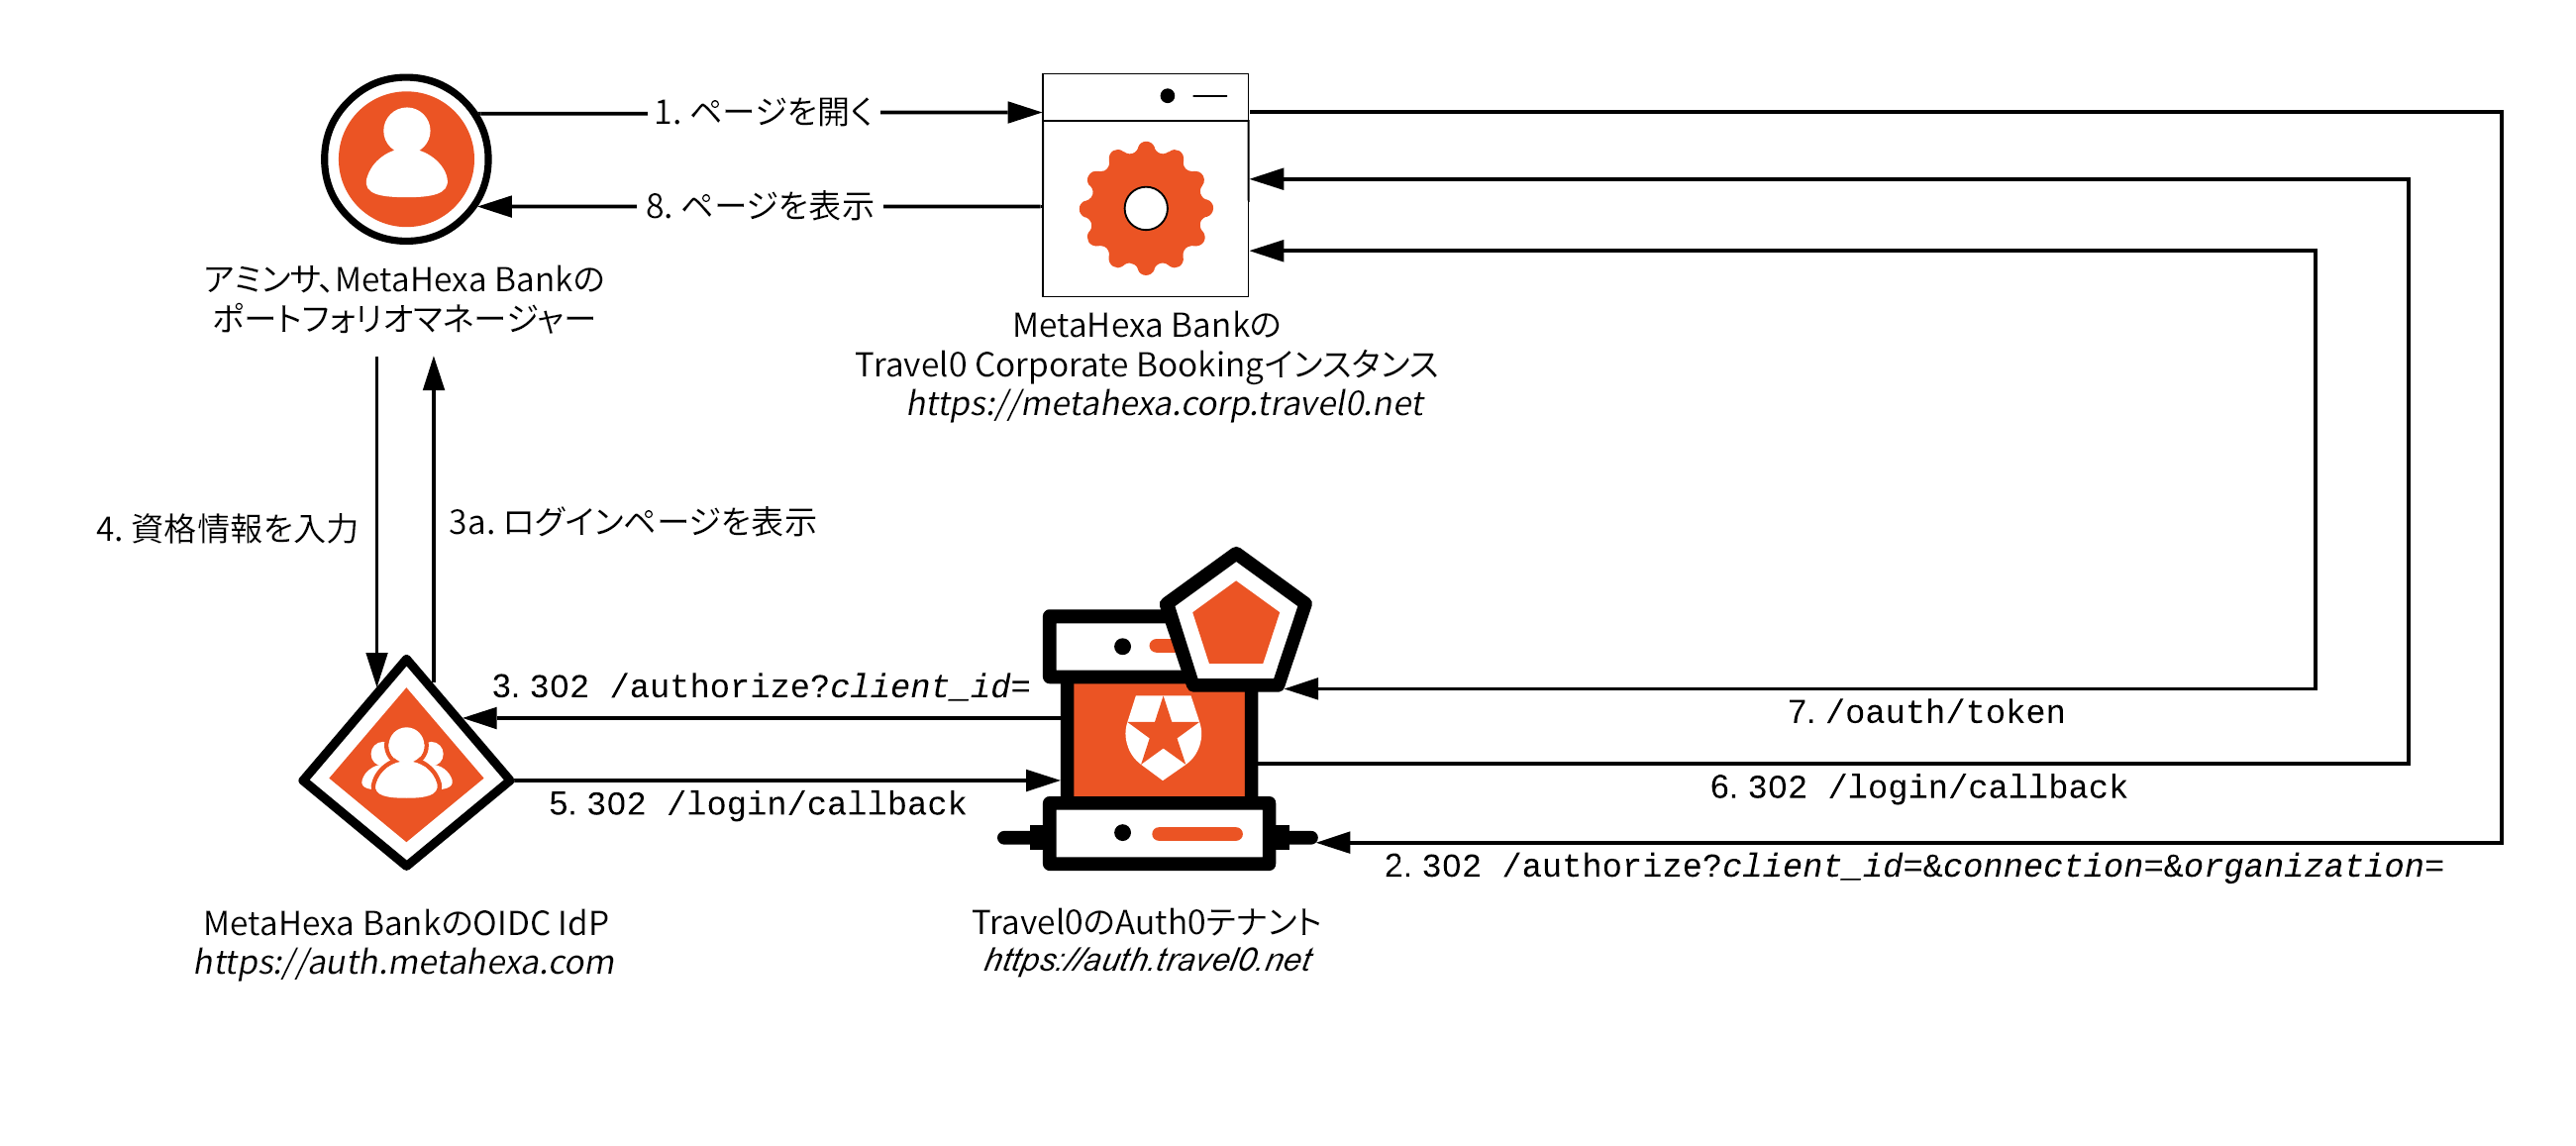 1. ページを開く
8. ページを表示
アミンサ、MetaHexa Bankの
ポートフォリオマネージャー
MetaHexa Bankの
Travel0 Corporate Bookingインスタンス
https://metahexa.corp.travel0.net
4. 資格情報を入力
3a. ログインページを表示
3. 302 /authorize?client_id=
5. 302 /login/callback
7. /oauth/token
6. 302 /login/callback
2. 302 /authorize?client_id=&connection=&organization=
MetaHexa BankのOIDC IdP
https://auth.metahexa.com
Travel0のAuth0テナント
https://auth.travel0.net